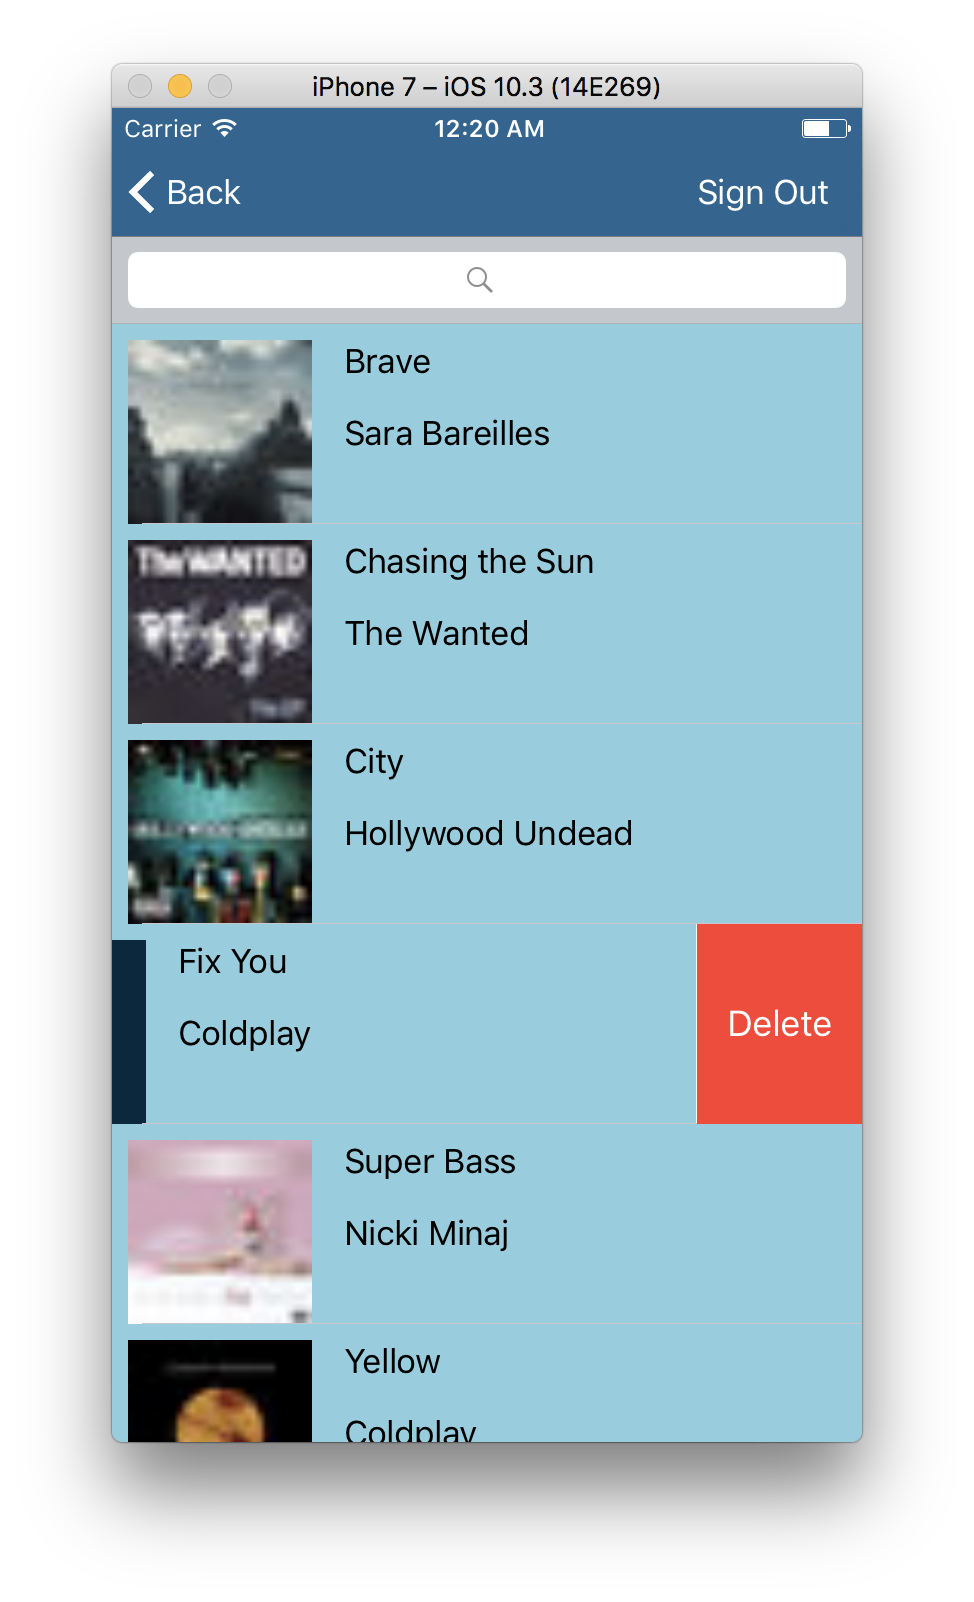 iPhone 7 – iOS 10.3 (14E269)
Carrier 12:20 AM
Back Sign Out
Brave
Sara Bareilles
The WANTED
Chasing the Sun
The Wanted
City
Hollywood Undead
Fix You
Coldplay
Delete
Super Bass
Nicki Minaj
Yellow
Coldplay